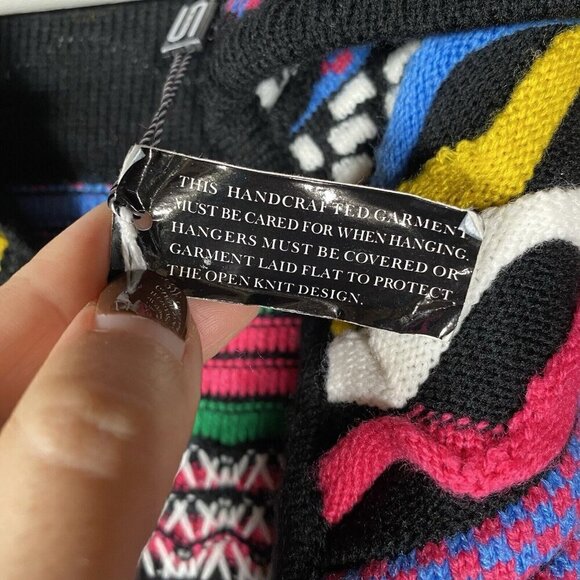 THIS HANDCRAFTED GARMENT
MUST BE CARED FOR WHEN HANGING.
HANGERS MUST BE COVERED OR
GARMENT LAID FLAT TO PROTECT
THE OPEN KNIT DESIGN.